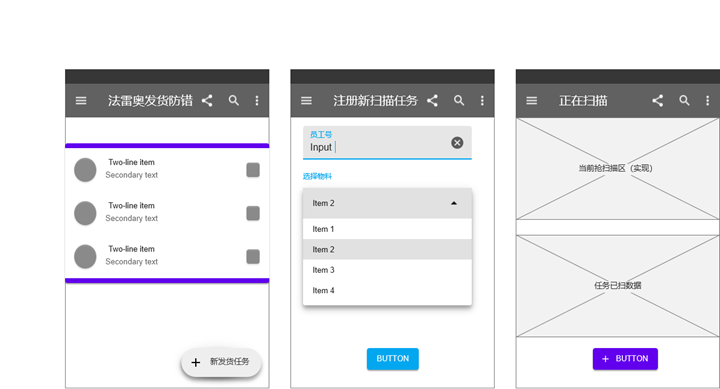 法雷奥发货防错
Two-line item
Secondary text
Two-line item
Secondary text
Two-line item
Secondary text
+ 新发货任务
注册新扫描任务
员工号
Input
选择物料
Item 2
Item 1
Item 2
Item 3
Item 4
BUTTON
正在扫描
当前抢扫描区（实现）
任务已扫数据
+ BUTTON